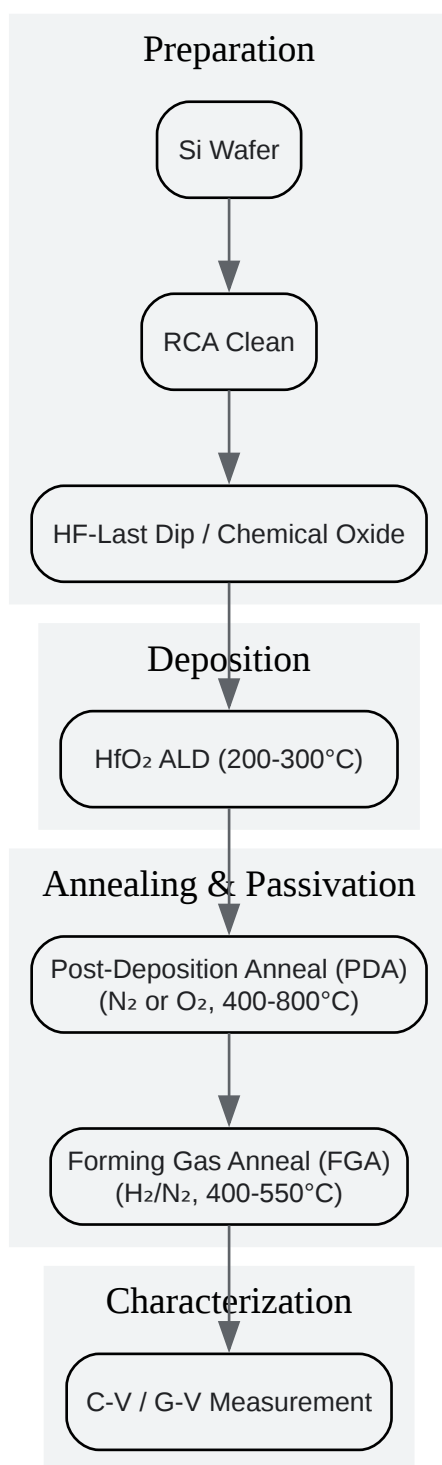 Preparation
Si Wafer
RCA Clean
HF-Last Dip / Chemical Oxide
Deposition
HfO₂ ALD (200-300°C)
Annealing & Passivation
Post-Deposition Anneal (PDA)
(N₂ or O₂, 400-800°C)
Forming Gas Anneal (FGA)
(H₂/N₂, 400-550°C)
Characterization
C-V / G-V Measurement